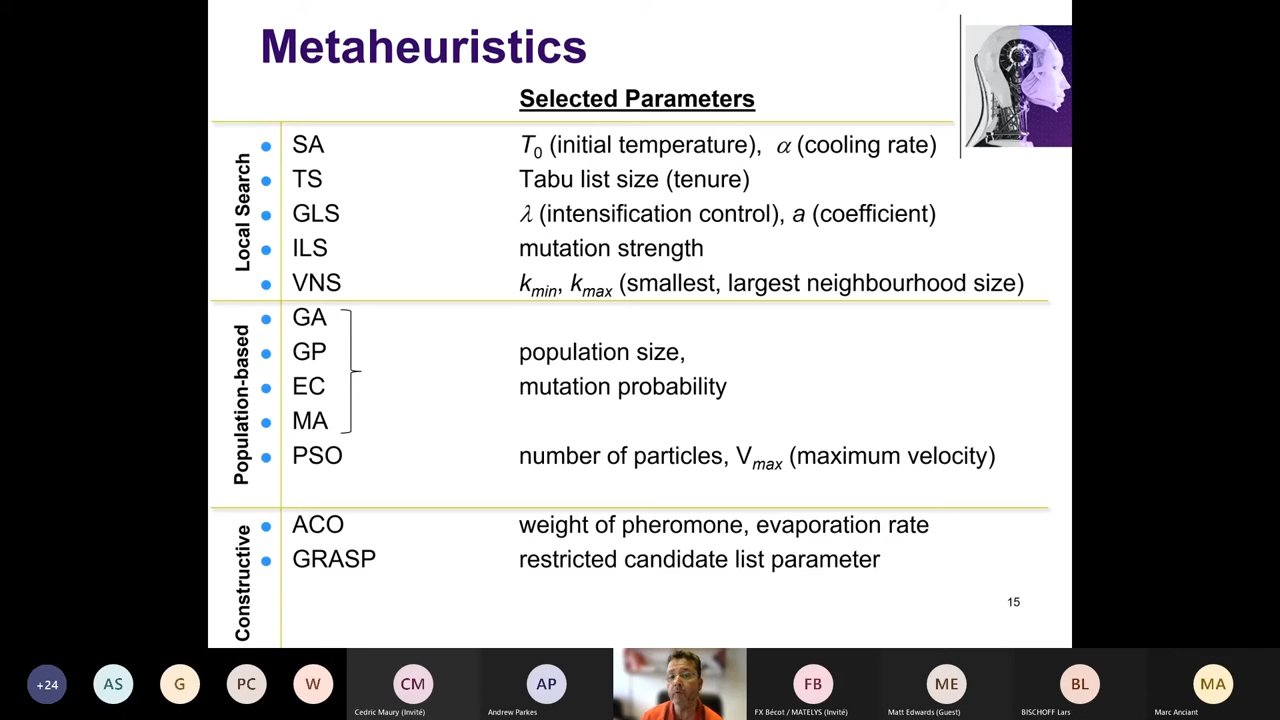 Metaheuristics
Selected Parameters
Local Search
SA T0 (initial temperature), α (cooling rate)
TS Tabu list size (tenure)
GLS λ (intensification control), a (coefficient)
ILS mutation strength
VNS kmin, kmax (smallest, largest neighbourhood size)
Population-based
GA
GP population size,
EC mutation probability
MA
PSO number of particles, Vmax (maximum velocity)
Constructive
ACO weight of pheromone, evaporation rate
GRASP restricted candidate list parameter
15
+24 AS G PC W CM AP FB ME BL MA
Cedric Maury (Invité) Andrew Parkes FX Bécot / MATELYS (Invité) Matt Edwards (Guest) BISCHOFF Lars Marc Anciant